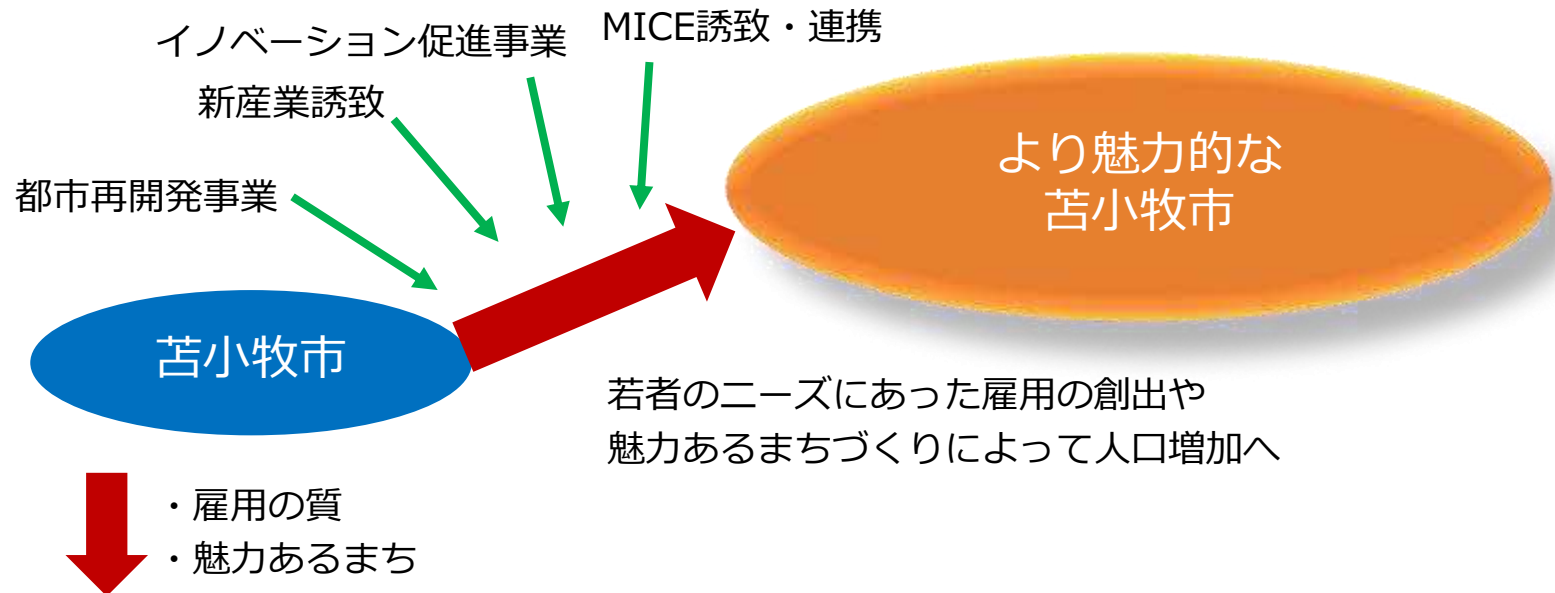 イノベーション促進事業
MICE誘致・連携
新産業誘致
都市再開発事業
より魅力的な
苫小牧市
苫小牧市
若者のニーズにあった雇用の創出や
魅力あるまちづくりによって人口増加へ
・雇用の質
・魅力あるまち